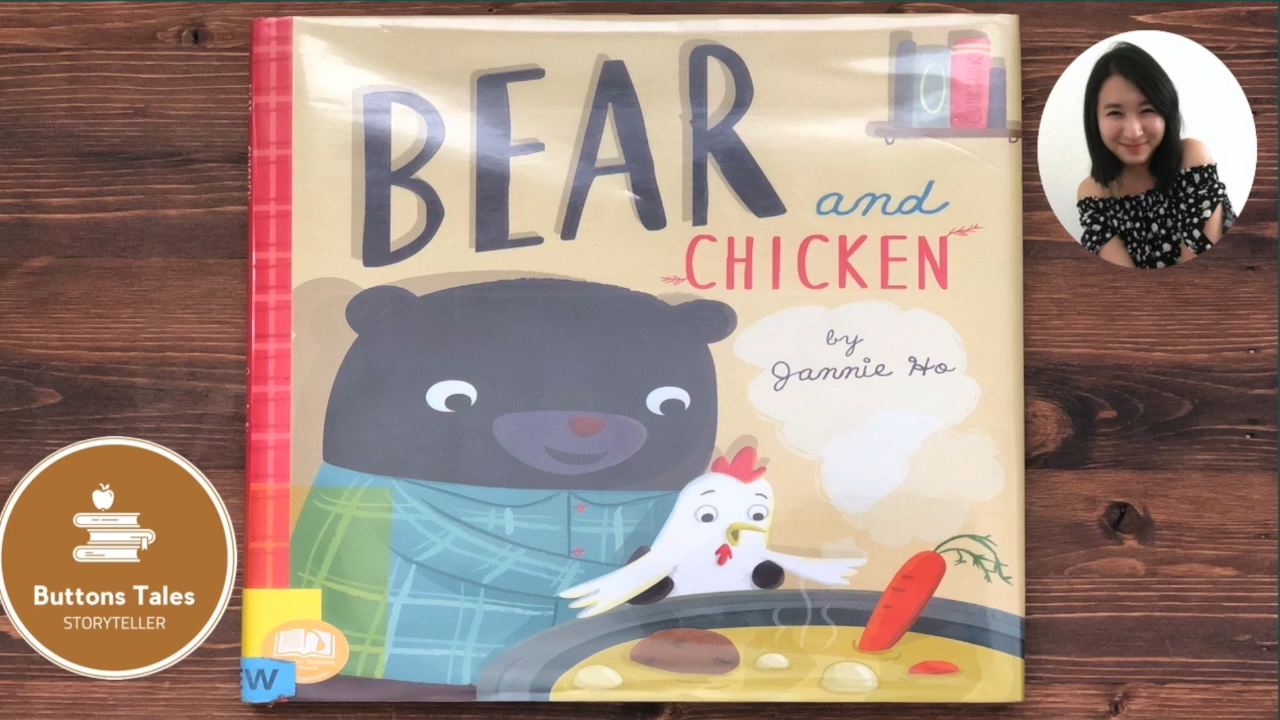 BEAR
and
CHICKEN
by
Jannie Ho
Buttons Tales
STORYTELLER
W